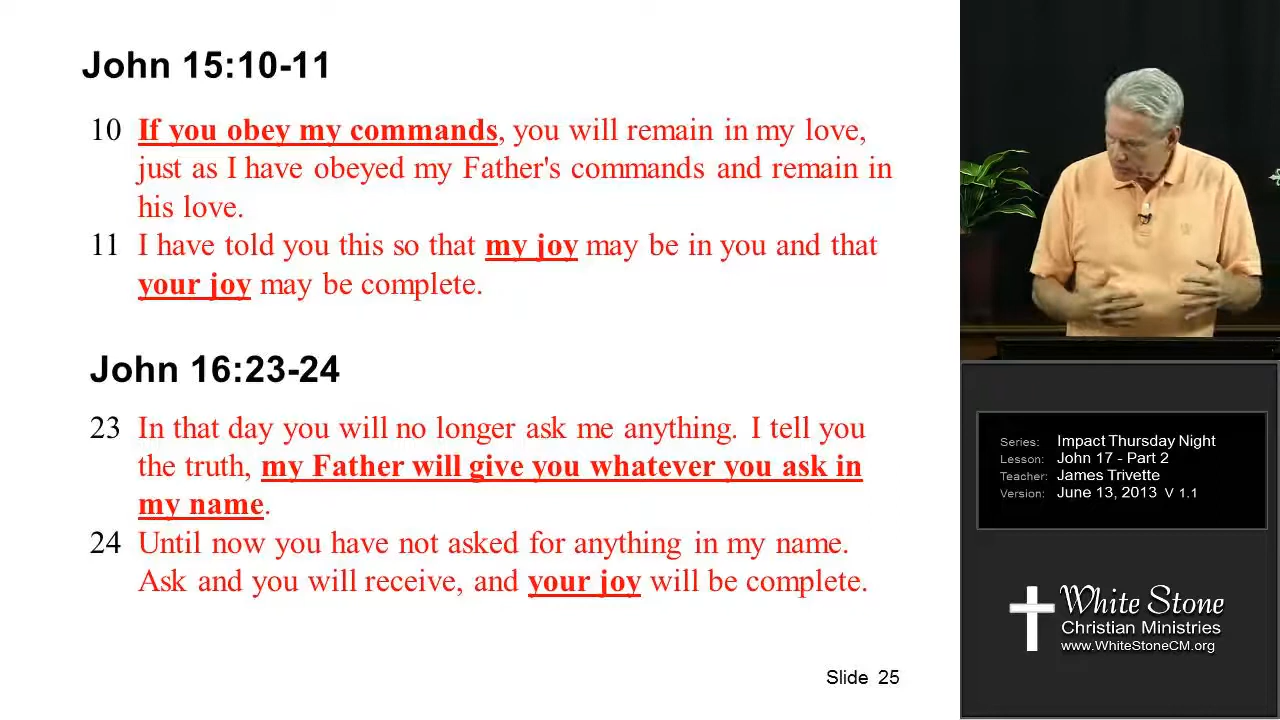 John 15:10-11
10 If you obey my commands, you will remain in my love,
just as I have obeyed my Father's commands and remain in
his love.
11 I have told you this so that my joy may be in you and that
your joy may be complete.
John 16:23-24
23 In that day you will no longer ask me anything. I tell you
the truth, my Father will give you whatever you ask in
my name.
24 Until now you have not asked for anything in my name.
Ask and you will receive, and your joy will be complete.
Slide 25
Series: Impact Thursday Night
Lesson: John 17 - Part 2
Teacher: James Trivette
Version: June 13, 2013 V 1.1
White Stone
Christian Ministries
www.WhiteStoneCM.org